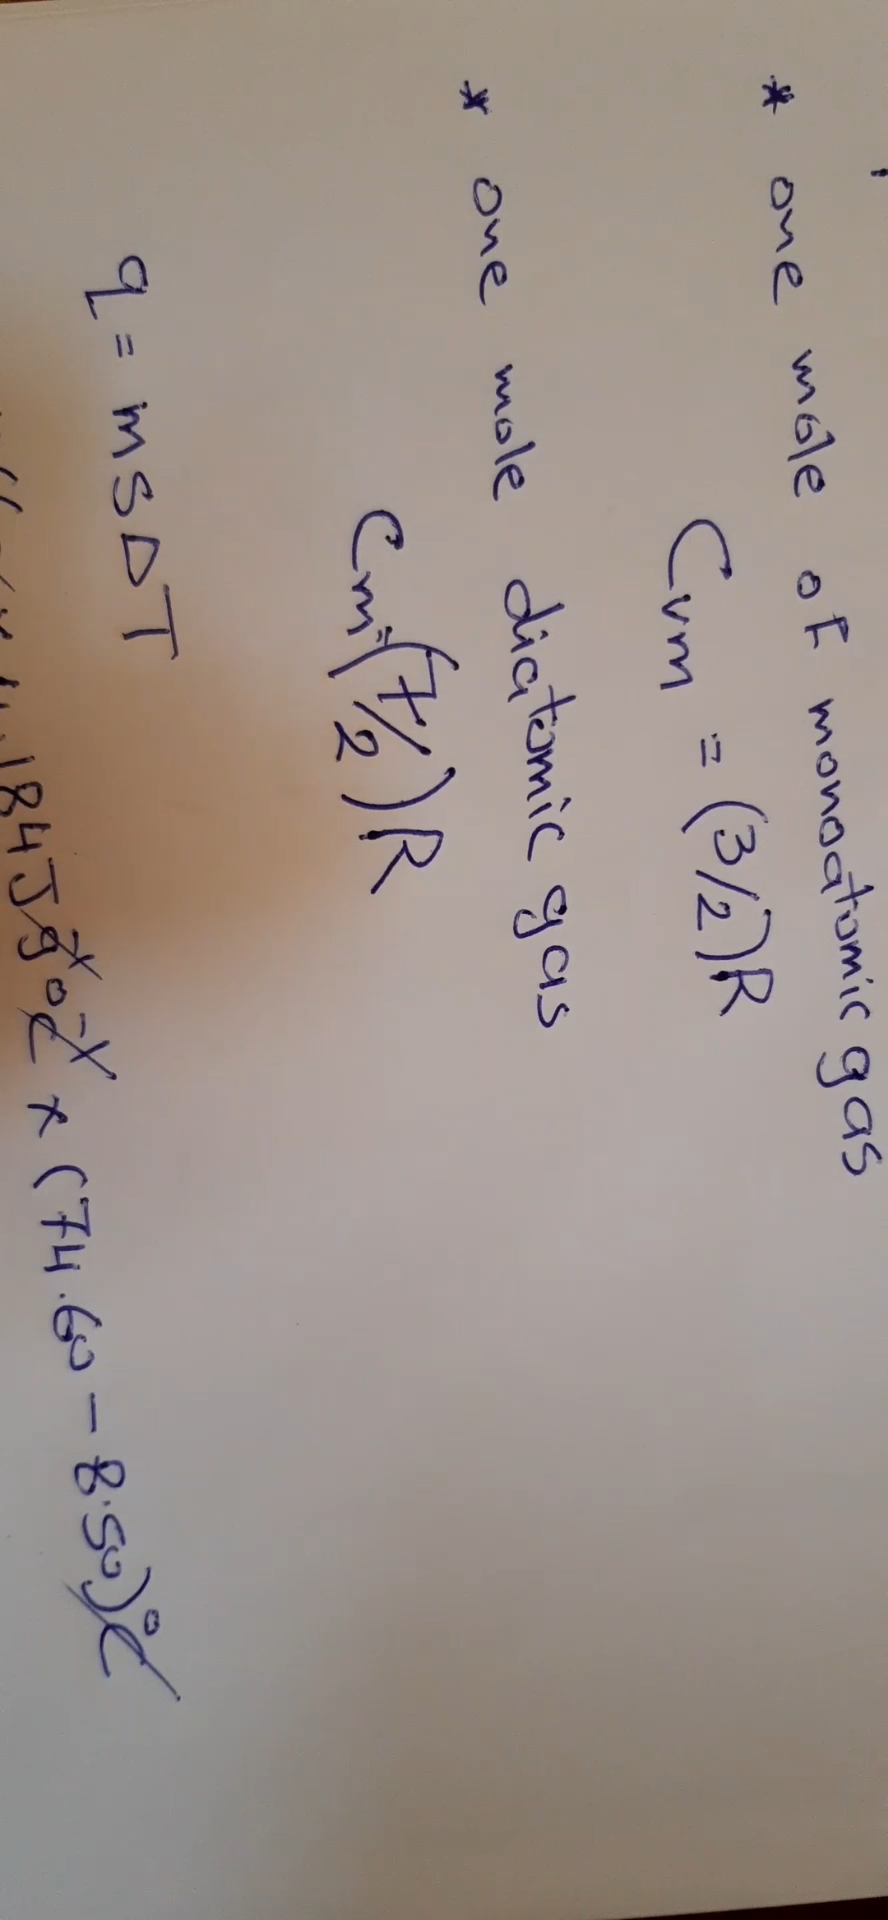 * one mole of monoatomic gas
Cvm = (3/2)R
* one mole diatomic gas
Cm=(7/2)R
q = m s Δ T
.184 J g⁻¹ °C⁻¹ x (74.60 - 8.50)°C